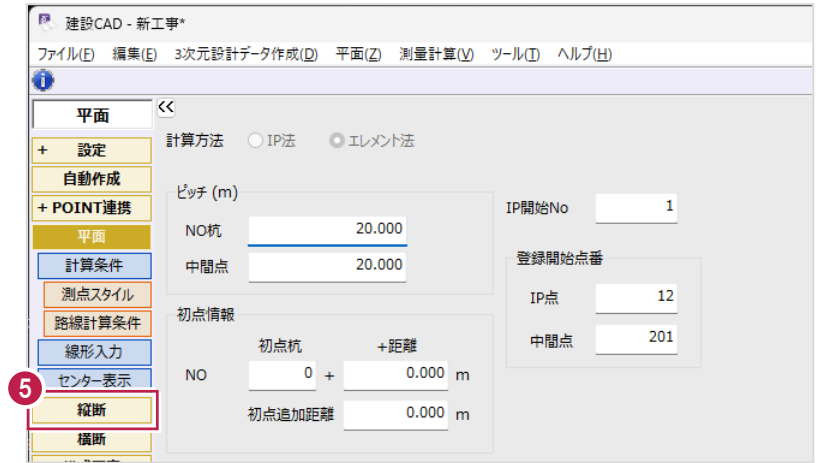 建設CAD - 新工事*
ファイル(F) 編集(E) 3次元設計データ作成(D) 平面(Z) 測量計算(V) ツール(T) ヘルプ(H)
平面
計算方法 IP法 エレメント法
+ 設定
自動作成
+ POINT連携
平面
計算条件
測点スタイル
路線計算条件
線形入力
センター表示
5
縦断
横断
ピッチ (m)
NO杭 20.000
中間点 20.000
IP開始No 1
登録開始点番
IP点 12
中間点 201
初点情報
初点杭 +距離
NO 0 + 0.000 m
初点追加距離 0.000 m